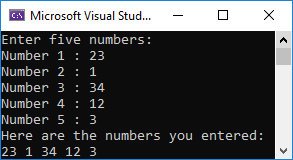 Microsoft Visual Stud...
Enter five numbers:
Number 1 : 23
Number 2 : 1
Number 3 : 34
Number 4 : 12
Number 5 : 3
Here are the numbers you entered:
23 1 34 12 3